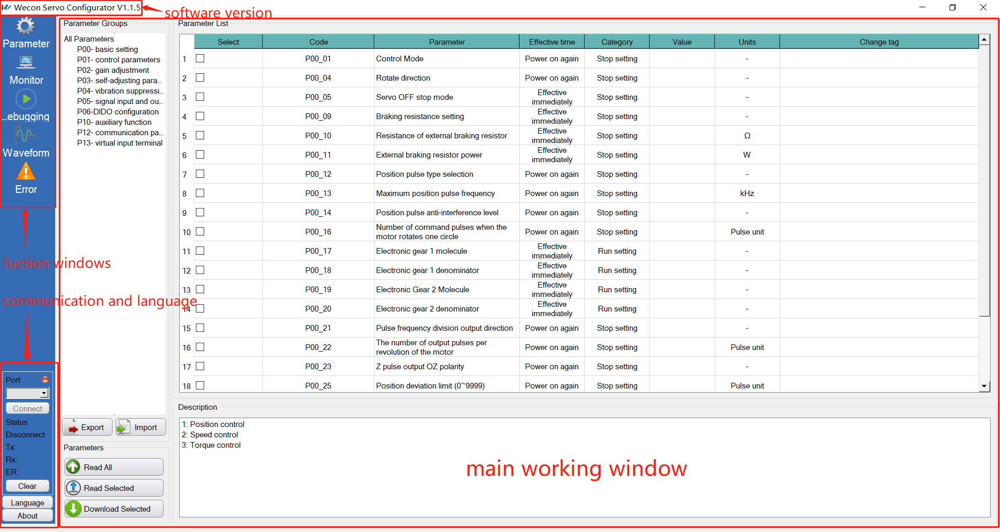 Wecon Servo Configurator V1.1.5
software version
Parameter
Monitor
...ebugging
Waveform
Error
fuction windows
communication and language
Port
Connect
Status
Disconnect
Tx:
Rx:
ER:
Clear
Language
About
Parameter Groups
All Parameters
P00- basic setting
P01- control parameters
P02- gain adjustment
P03- self-adjusting para...
P04- vibration suppressi...
P05- signal input and ou...
P06-DIDO configuration
P10- auxiliary function
P12- communication pa...
P13- virtual input terminal
Export Import
Parameters
Read All
Read Selected
Download Selected
Parameter List
Select Code Parameter Effective time Category Value Units Change tag
1 P00_01 Control Mode Power on again Stop setting -
2 P00_04 Rotate direction Power on again Stop setting -
3 P00_05 Servo OFF stop mode Effective immediately Stop setting -
4 P00_09 Braking resistance setting Effective immediately Stop setting -
5 P00_10 Resistance of external braking resistor Effective immediately Stop setting Ω
6 P00_11 External braking resistor power Effective immediately Stop setting W
7 P00_12 Position pulse type selection Power on again Stop setting -
8 P00_13 Maximum position pulse frequency Power on again Stop setting kHz
9 P00_14 Position pulse anti-interference level Power on again Stop setting -
10 P00_16 Number of command pulses when the motor rotates one circle Power on again Stop setting Pulse unit
11 P00_17 Electronic gear 1 molecule Effective immediately Run setting -
12 P00_18 Electronic gear 1 denominator Effective immediately Run setting -
13 P00_19 Electronic Gear 2 Molecule Effective immediately Run setting -
14 P00_20 Electronic gear 2 denominator Effective immediately Run setting -
15 P00_21 Pulse frequency division output direction Power on again Stop setting -
16 P00_22 The number of output pulses per revolution of the motor Power on again Stop setting Pulse unit
17 P00_23 Z pulse output OZ polarity Power on again Stop setting -
18 P00_25 Position deviation limit (0~9999) Power on again Stop setting Pulse unit
Description
1: Position control
2: Speed control
3: Torque control
main working window